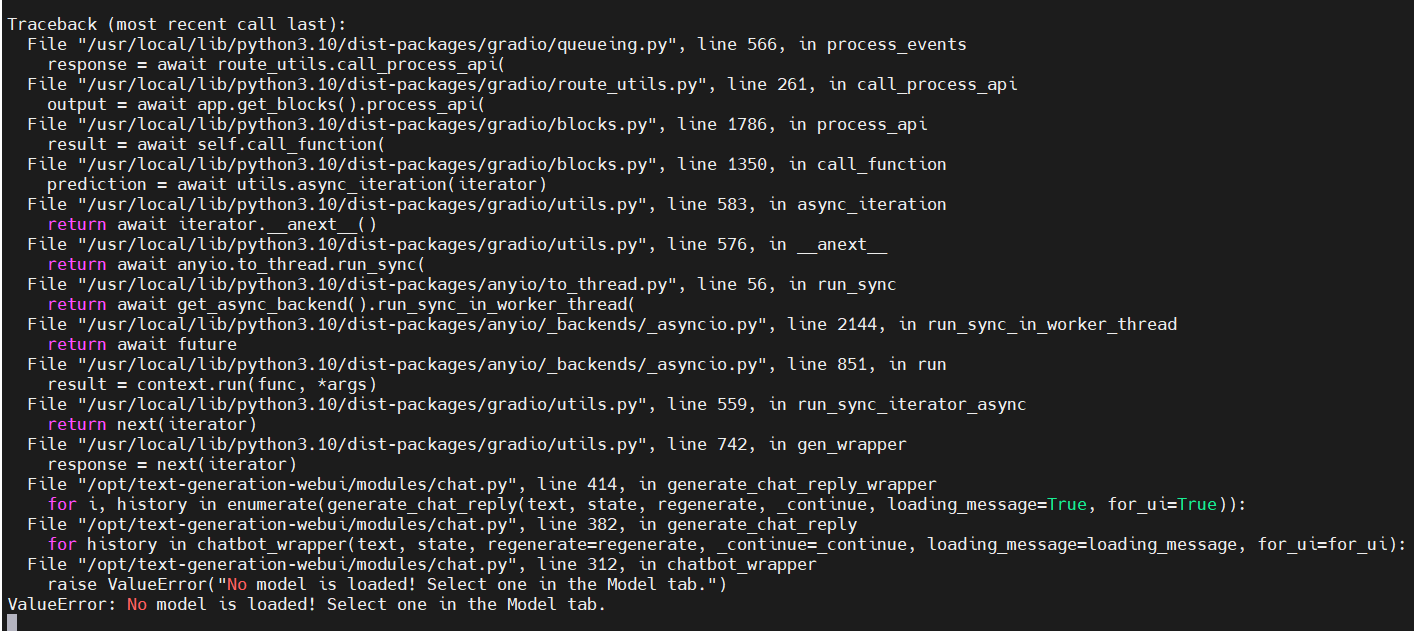 Traceback (most recent call last):
  File "/usr/local/lib/python3.10/dist-packages/gradio/queueing.py", line 566, in process_events
    response = await route_utils.call_process_api(
  File "/usr/local/lib/python3.10/dist-packages/gradio/route_utils.py", line 261, in call_process_api
    output = await app.get_blocks().process_api(
  File "/usr/local/lib/python3.10/dist-packages/gradio/blocks.py", line 1786, in process_api
    result = await self.call_function(
  File "/usr/local/lib/python3.10/dist-packages/gradio/blocks.py", line 1350, in call_function
    prediction = await utils.async_iteration(iterator)
  File "/usr/local/lib/python3.10/dist-packages/gradio/utils.py", line 583, in async_iteration
    return await iterator.__anext__()
  File "/usr/local/lib/python3.10/dist-packages/gradio/utils.py", line 576, in __anext__
    return await anyio.to_thread.run_sync(
  File "/usr/local/lib/python3.10/dist-packages/anyio/to_thread.py", line 56, in run_sync
    return await get_async_backend().run_sync_in_worker_thread(
  File "/usr/local/lib/python3.10/dist-packages/anyio/_backends/_asyncio.py", line 2144, in run_sync_in_worker_thread
    return await future
  File "/usr/local/lib/python3.10/dist-packages/anyio/_backends/_asyncio.py", line 851, in run
    result = context.run(func, *args)
  File "/usr/local/lib/python3.10/dist-packages/gradio/utils.py", line 559, in run_sync_iterator_async
    return next(iterator)
  File "/usr/local/lib/python3.10/dist-packages/gradio/utils.py", line 742, in gen_wrapper
    response = next(iterator)
  File "/opt/text-generation-webui/modules/chat.py", line 414, in generate_chat_reply_wrapper
    for i, history in enumerate(generate_chat_reply(text, state, regenerate, _continue, loading_message=True, for_ui=True)):
  File "/opt/text-generation-webui/modules/chat.py", line 382, in generate_chat_reply
    for history in chatbot_wrapper(text, state, regenerate=regenerate, _continue=_continue, loading_message=loading_message, for_ui=for_ui):
  File "/opt/text-generation-webui/modules/chat.py", line 312, in chatbot_wrapper
    raise ValueError("No model is loaded! Select one in the Model tab.")
ValueError: No model is loaded! Select one in the Model tab.